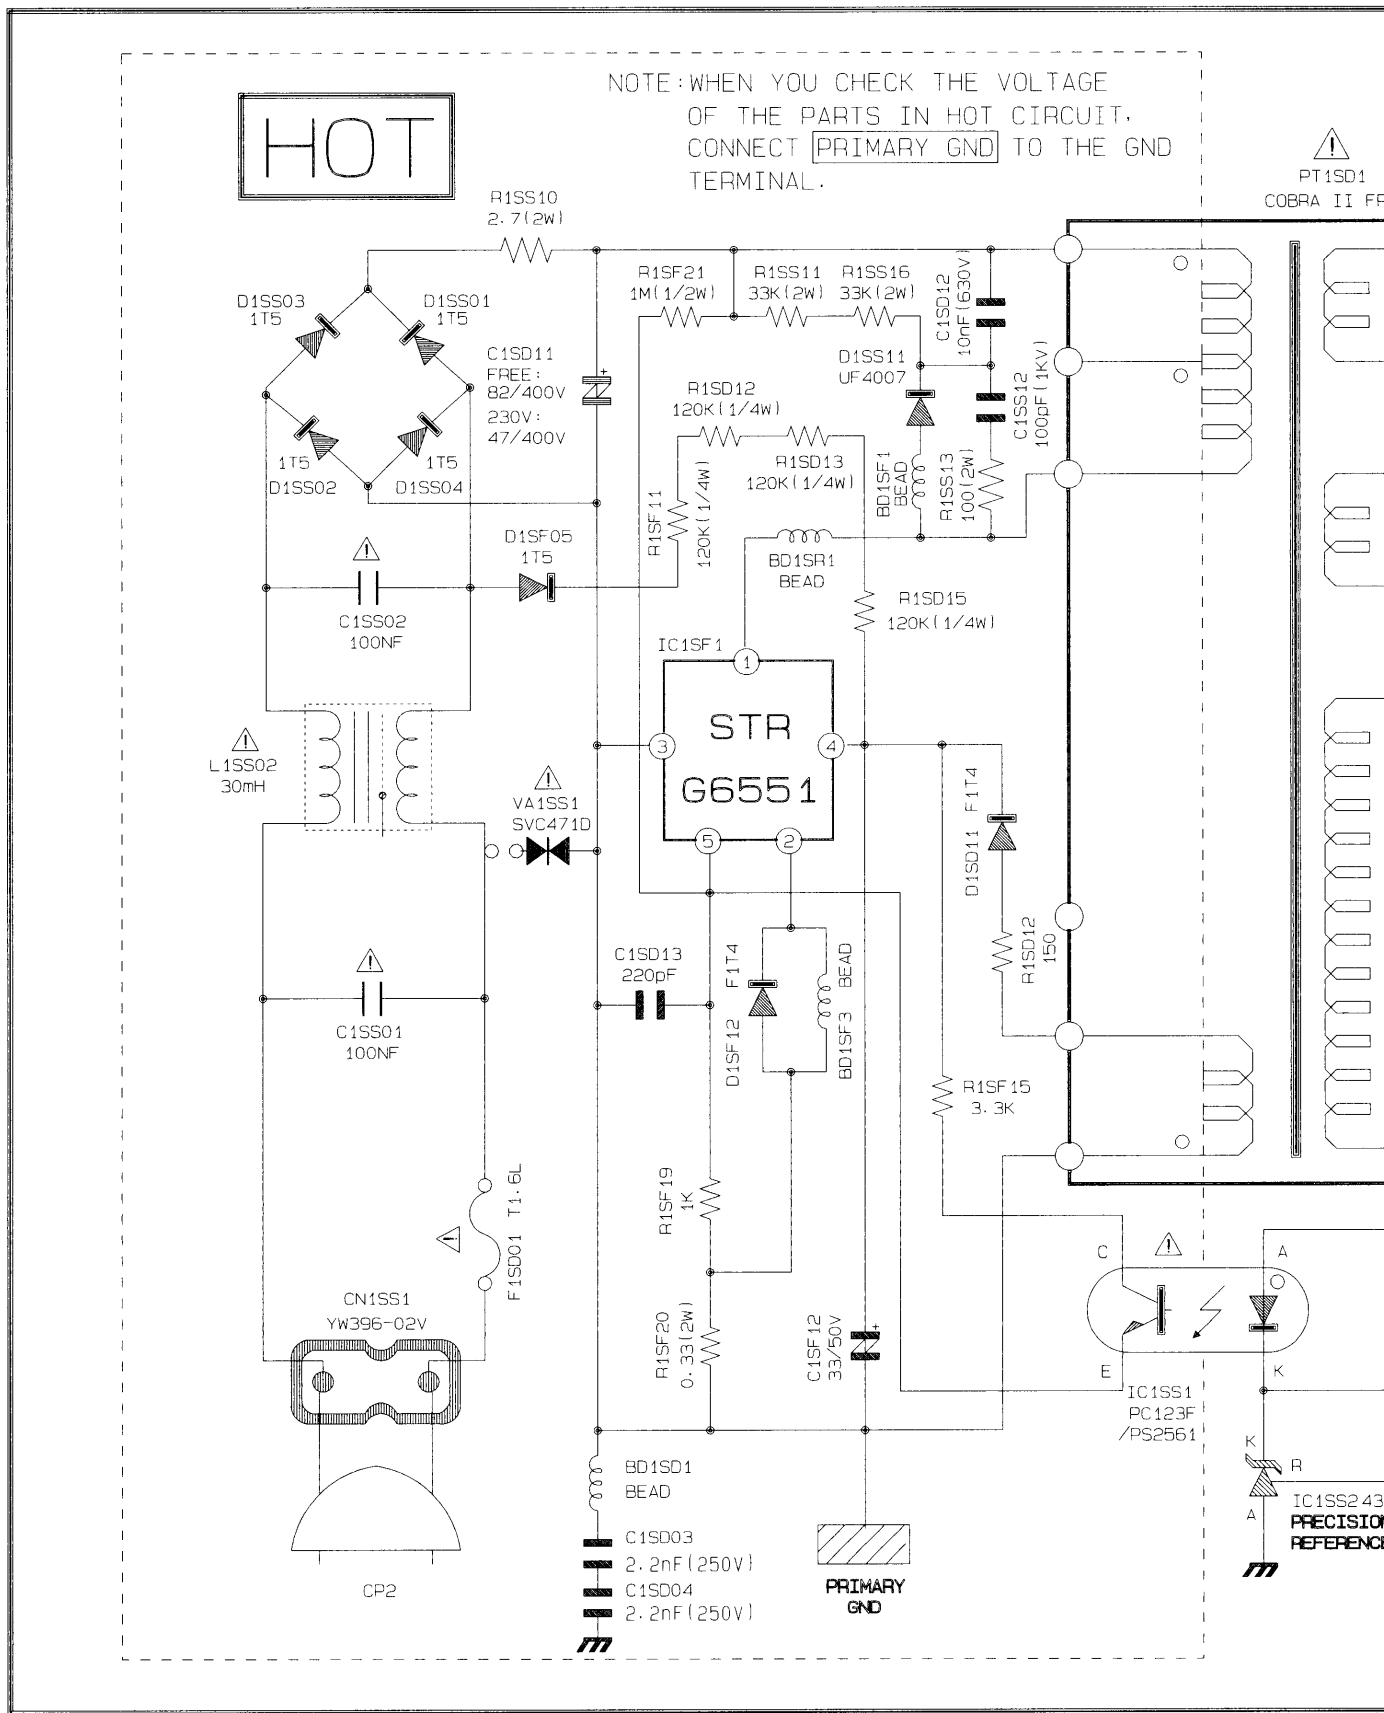 NOTE:WHEN YOU CHECK THE VOLTAGE
OF THE PARTS IN HOT CIRCUIT,
CONNECT PRIMARY GND TO THE GND
TERMINAL.
HOT
PT1SD1
COBRA II FR
R1SS10
2.7(2W)
R1SF21
1M(1/2W)
R1SS11
33K(2W)
R1SS16
33K(2W)
C1SD12
10nF(630V)
D1SS03
1T5
D1SS01
1T5
C1SD11
FREE:
82/400V
230V:
47/400V
D1SS11
UF4007
C1SS12
100pF(1KV)
R1SD12
120K(1/4W)
R1SD13
120K(1/4W)
1T5
D1SS02
1T5
D1SS04
BD1SF1
BEAD
R1SS13
100(2W)
R1SF11
120K(1/4W)
D1SF05
1T5
BD1SR1
BEAD
C1SS02
100NF
R1SD15
120K(1/4W)
IC1SF1
1
STR
G6551
3
4
5
2
L1SS02
30mH
VA1SS1
SVC471D
D1SD11 F1T4
R1SD12
150
C1SD13
220pF
D1SF12 F1T4
BD1SF3 BEAD
C1SS01
100NF
R1SF15
3.3K
R1SF19
1K
F1SD01 T1.6L
C
A
CN1SS1
YW396-02V
R1SF20
0.33(2W)
C1SF12
33/50V
E
K
IC1SS1
PC123F
/PS2561
K
R
A
IC1SS243
PRECISION
REFERENCE
BD1SD1
BEAD
C1SD03
2.2nF(250V)
C1SD04
2.2nF(250V)
CP2
PRIMARY
GND